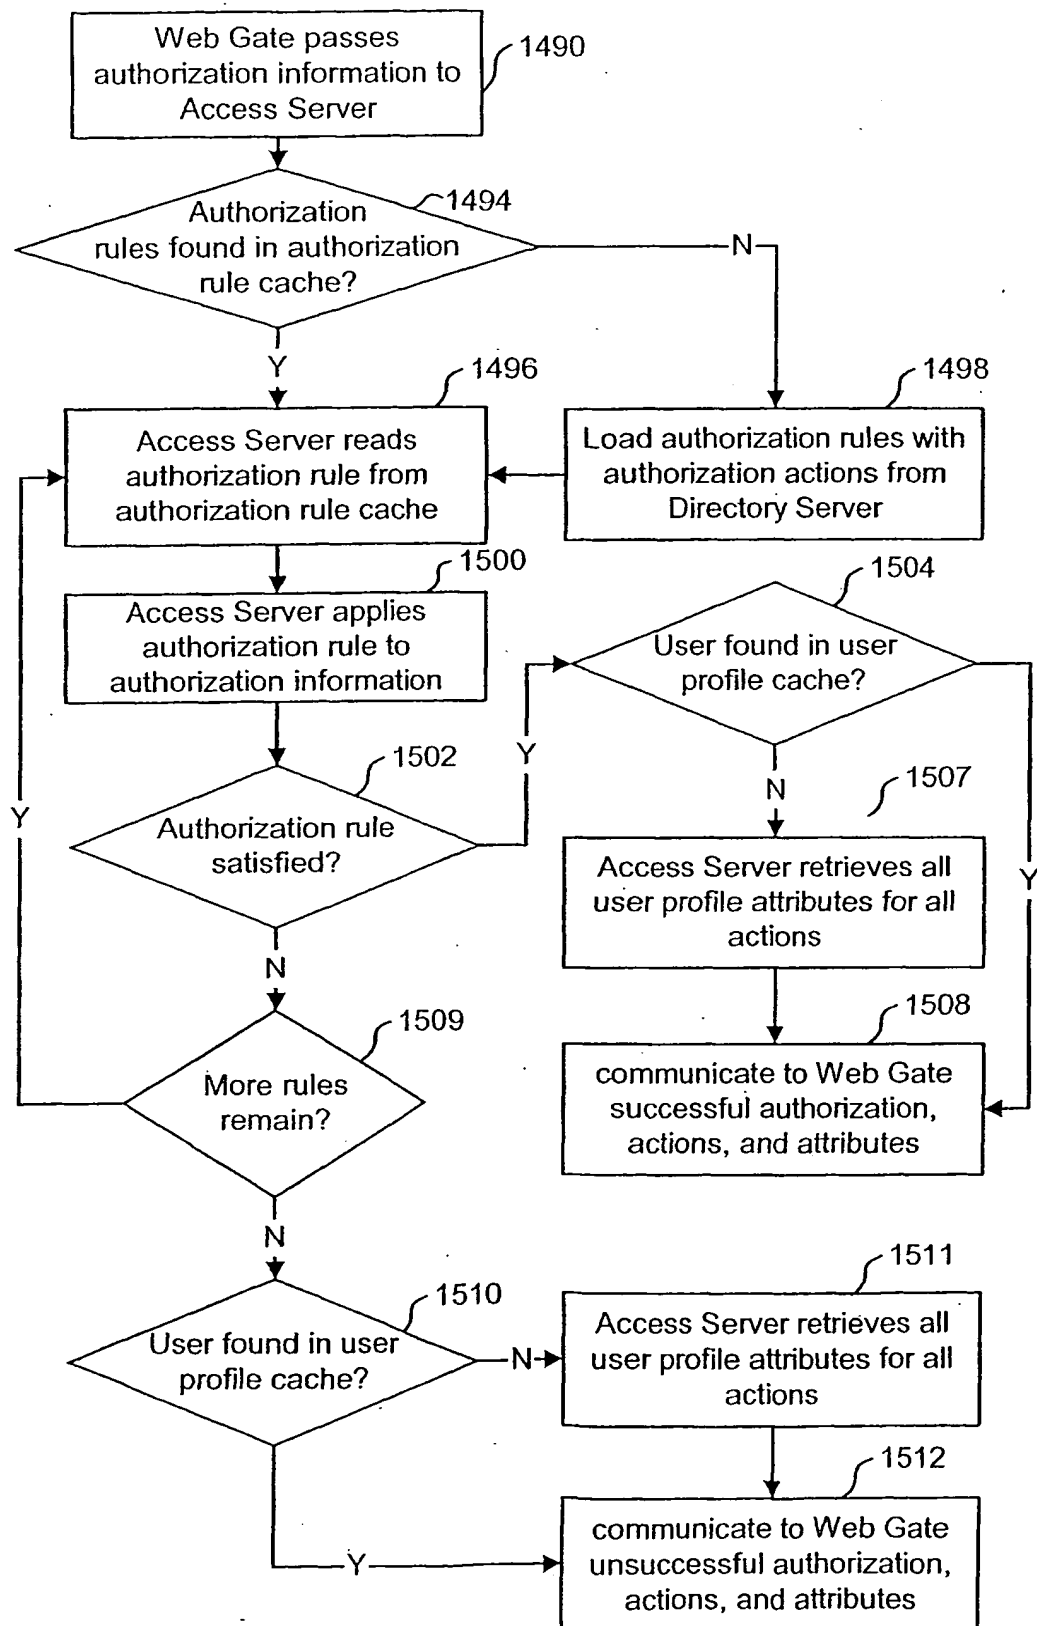 Web Gate passes
authorization information to
Access Server
1490
1494
Authorization
rules found in authorization
rule cache?
N
Y
1496
1498
Access Server reads
authorization rule from
authorization rule cache
Load authorization rules with
authorization actions from
Directory Server
1500
1504
Access Server applies
authorization rule to
authorization information
User found in user
profile cache?
1502
Y
N
1507
Y
Authorization rule
satisfied?
Access Server retrieves all
user profile attributes for all
actions
Y
N
1508
1509
More rules
remain?
communicate to Web Gate
successful authorization,
actions, and attributes
N
1510
1511
User found in user
profile cache?
N
Access Server retrieves all
user profile attributes for all
actions
1512
Y
communicate to Web Gate
unsuccessful authorization,
actions, and attributes